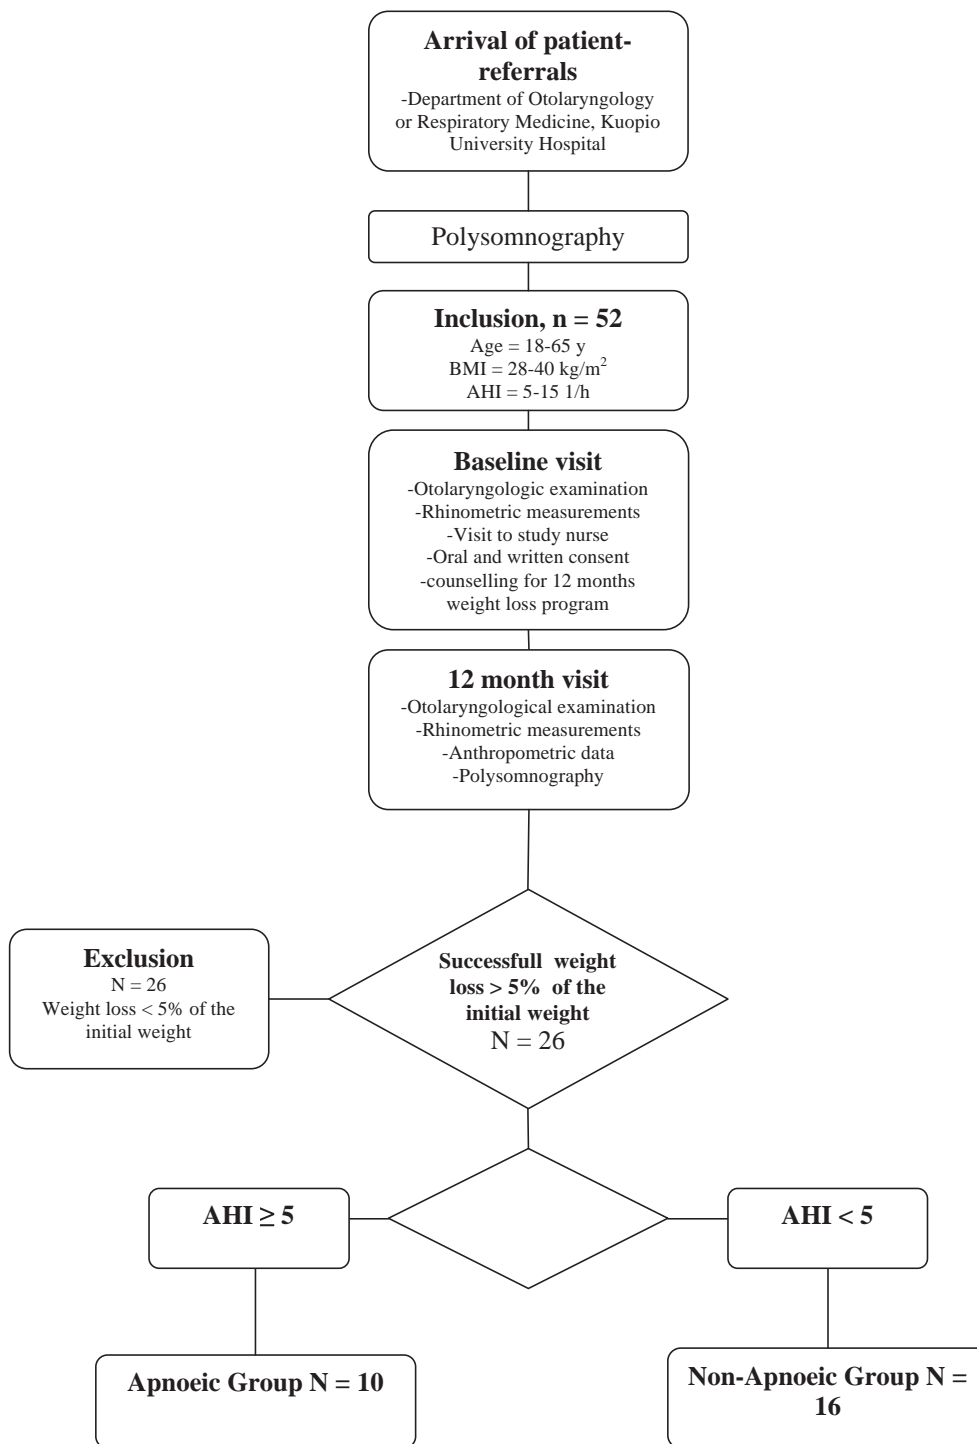 Arrival of patient-
referrals
-Department of Otolaryngology
or Respiratory Medicine, Kuopio
University Hospital
Polysomnography
Inclusion, n = 52
Age = 18-65 y
BMI = 28-40 kg/m²
AHI = 5-15 1/h
Baseline visit
-Otolaryngologic examination
-Rhinometric measurements
-Visit to study nurse
-Oral and written consent
-counselling for 12 months
weight loss program
12 month visit
-Otolaryngological examination
-Rhinometric measurements
-Anthropometric data
-Polysomnography
Exclusion
N = 26
Weight loss < 5% of the
initial weight
Successfull weight
loss > 5% of the
initial weight
N = 26
AHI ≥ 5
AHI < 5
Apnoeic Group N = 10
Non-Apnoeic Group N =
16